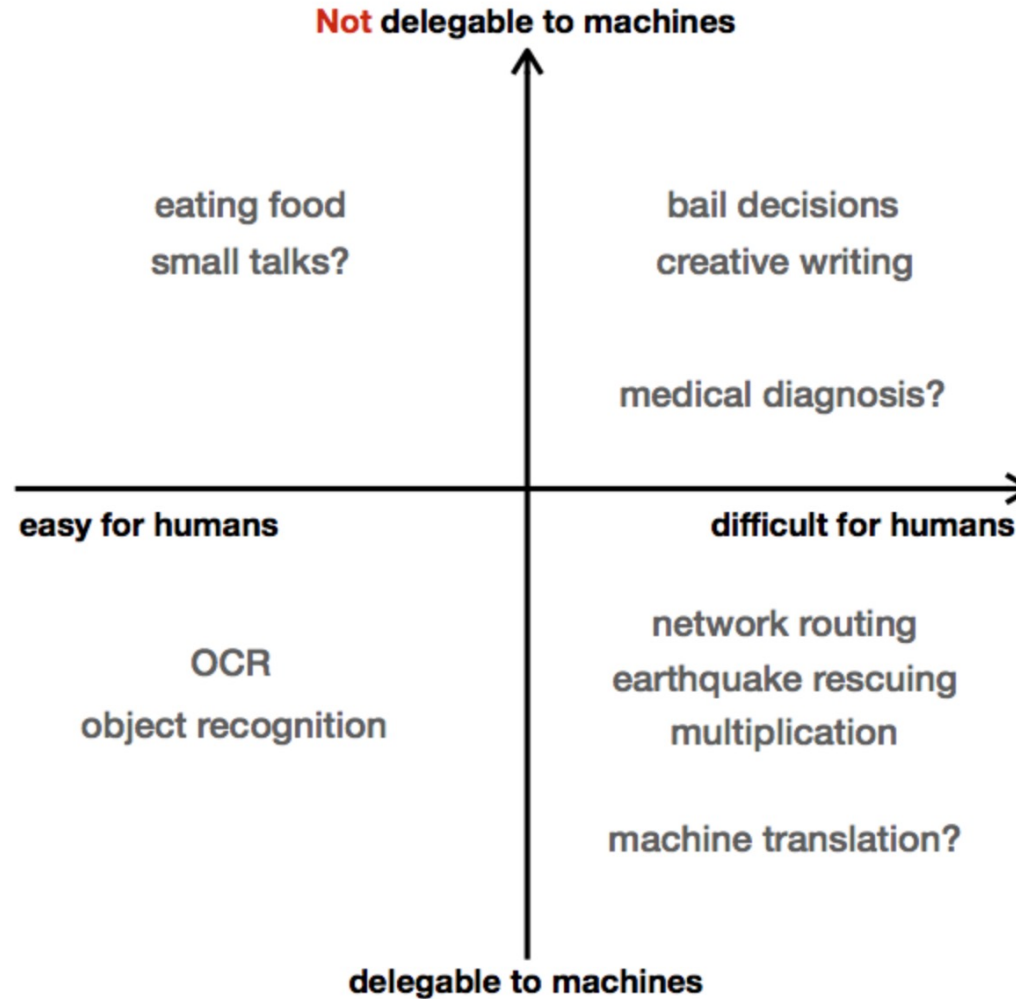 Not delegable to machines
eating food
small talks?
bail decisions
creative writing
medical diagnosis?
easy for humans
difficult for humans
OCR
object recognition
network routing
earthquake rescuing
multiplication
machine translation?
delegable to machines